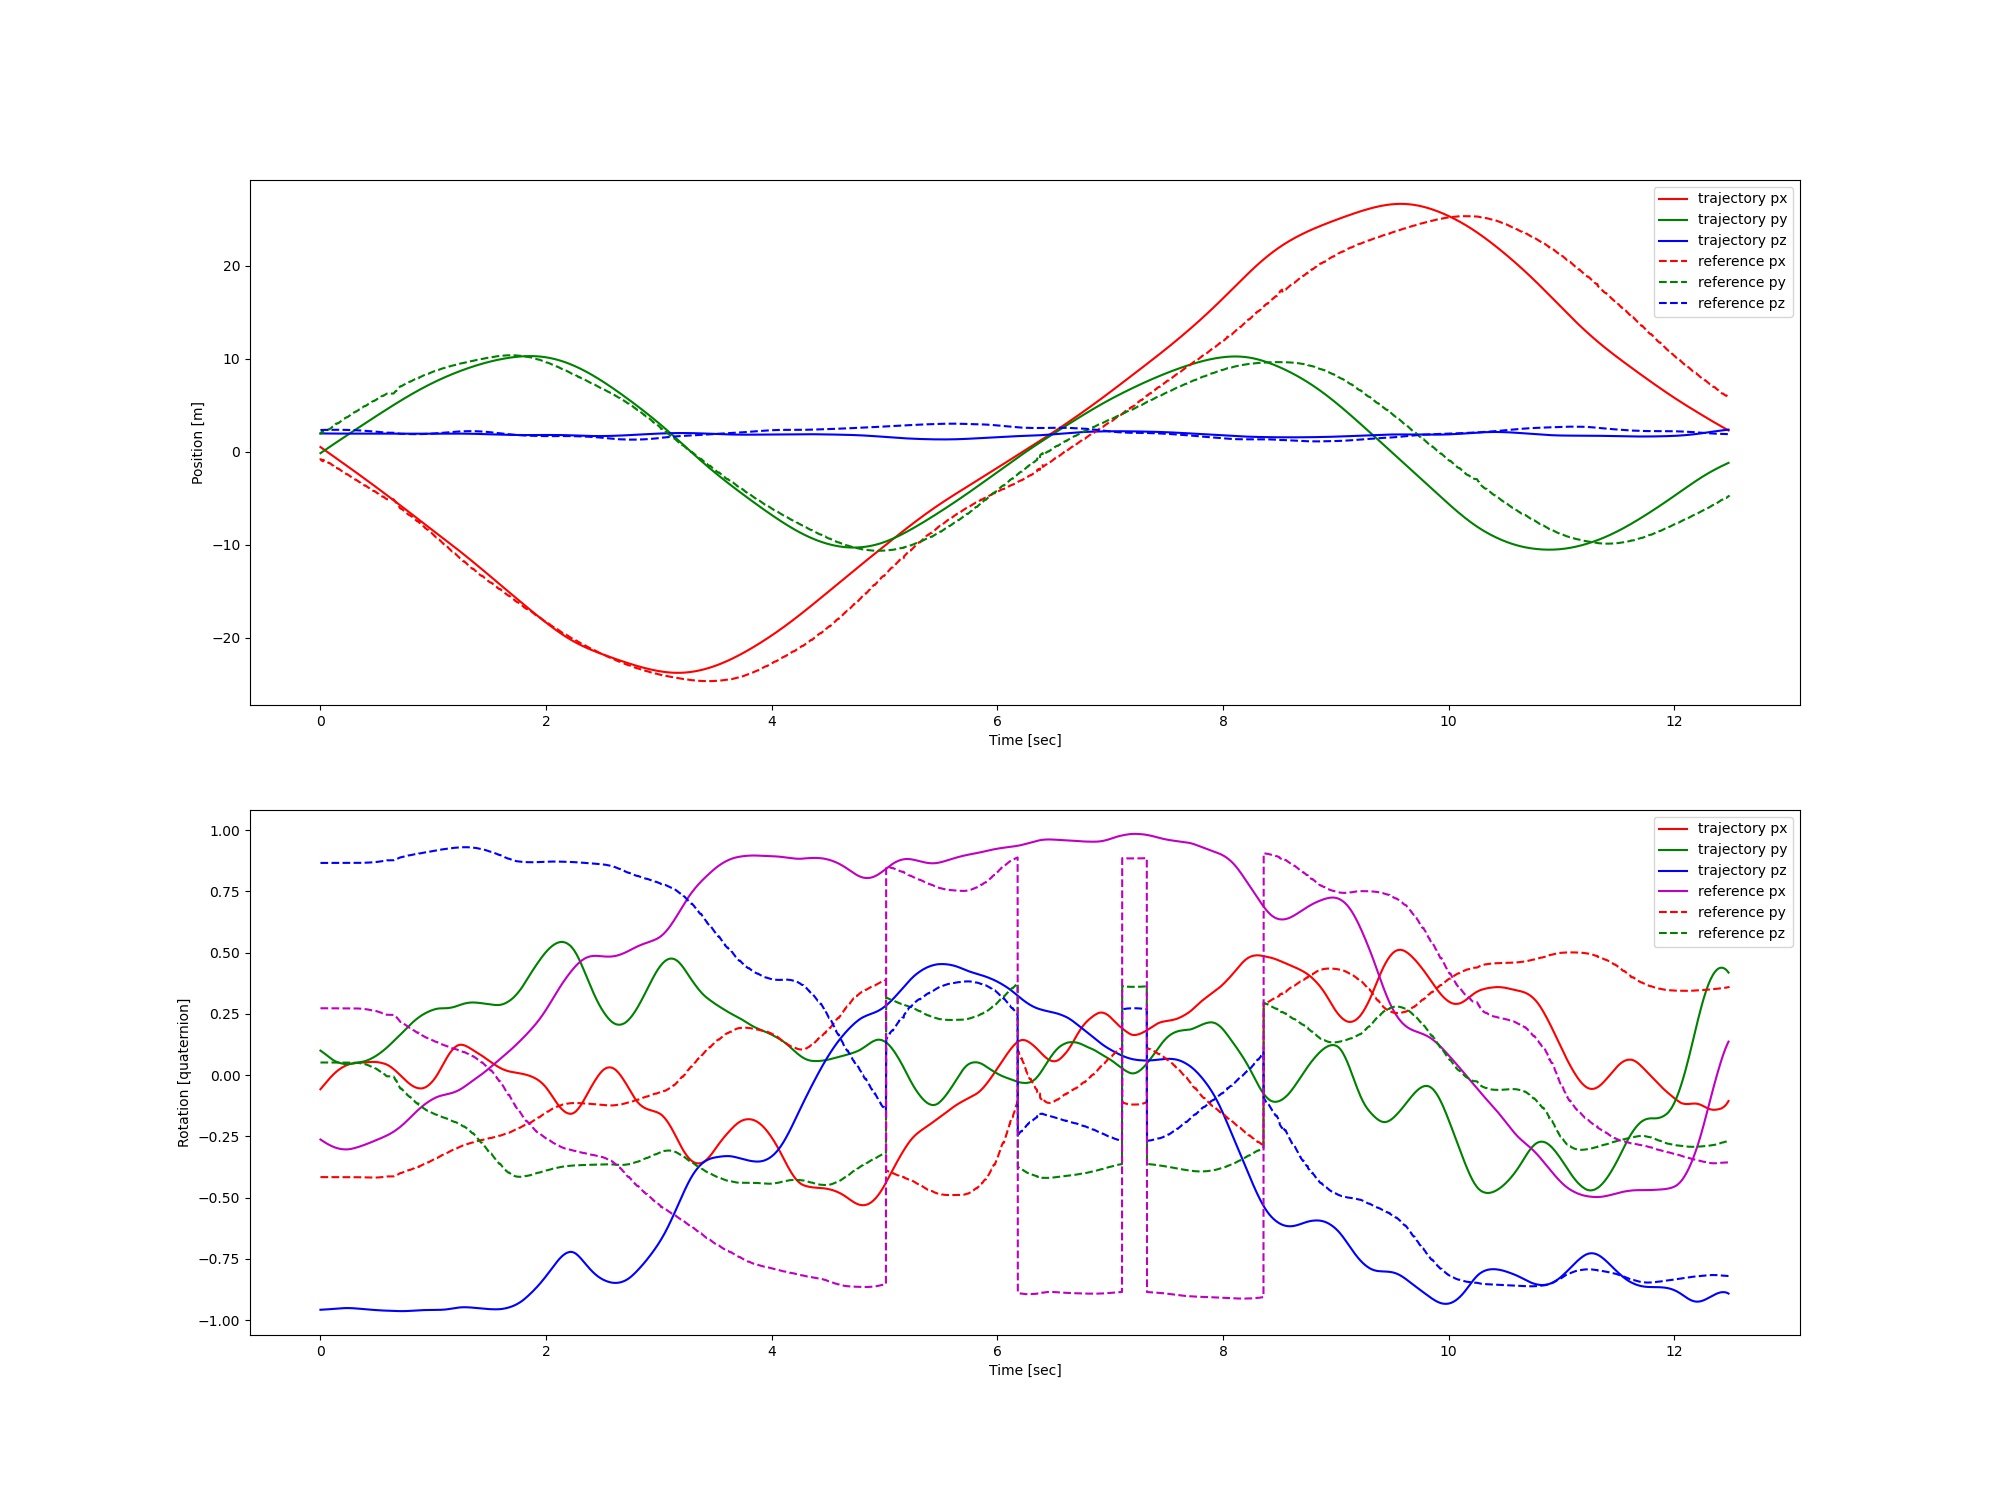 trajectory px
trajectory py
trajectory pz
reference px
reference py
reference pz
Position [m]
20
10
0
−10
−20
0 2 4 6 8 10 12
Time [sec]
trajectory px
trajectory py
trajectory pz
reference px
reference py
reference pz
Rotation [quaternion]
1.00
0.75
0.50
0.25
0.00
−0.25
−0.50
−0.75
−1.00
0 2 4 6 8 10 12
Time [sec]